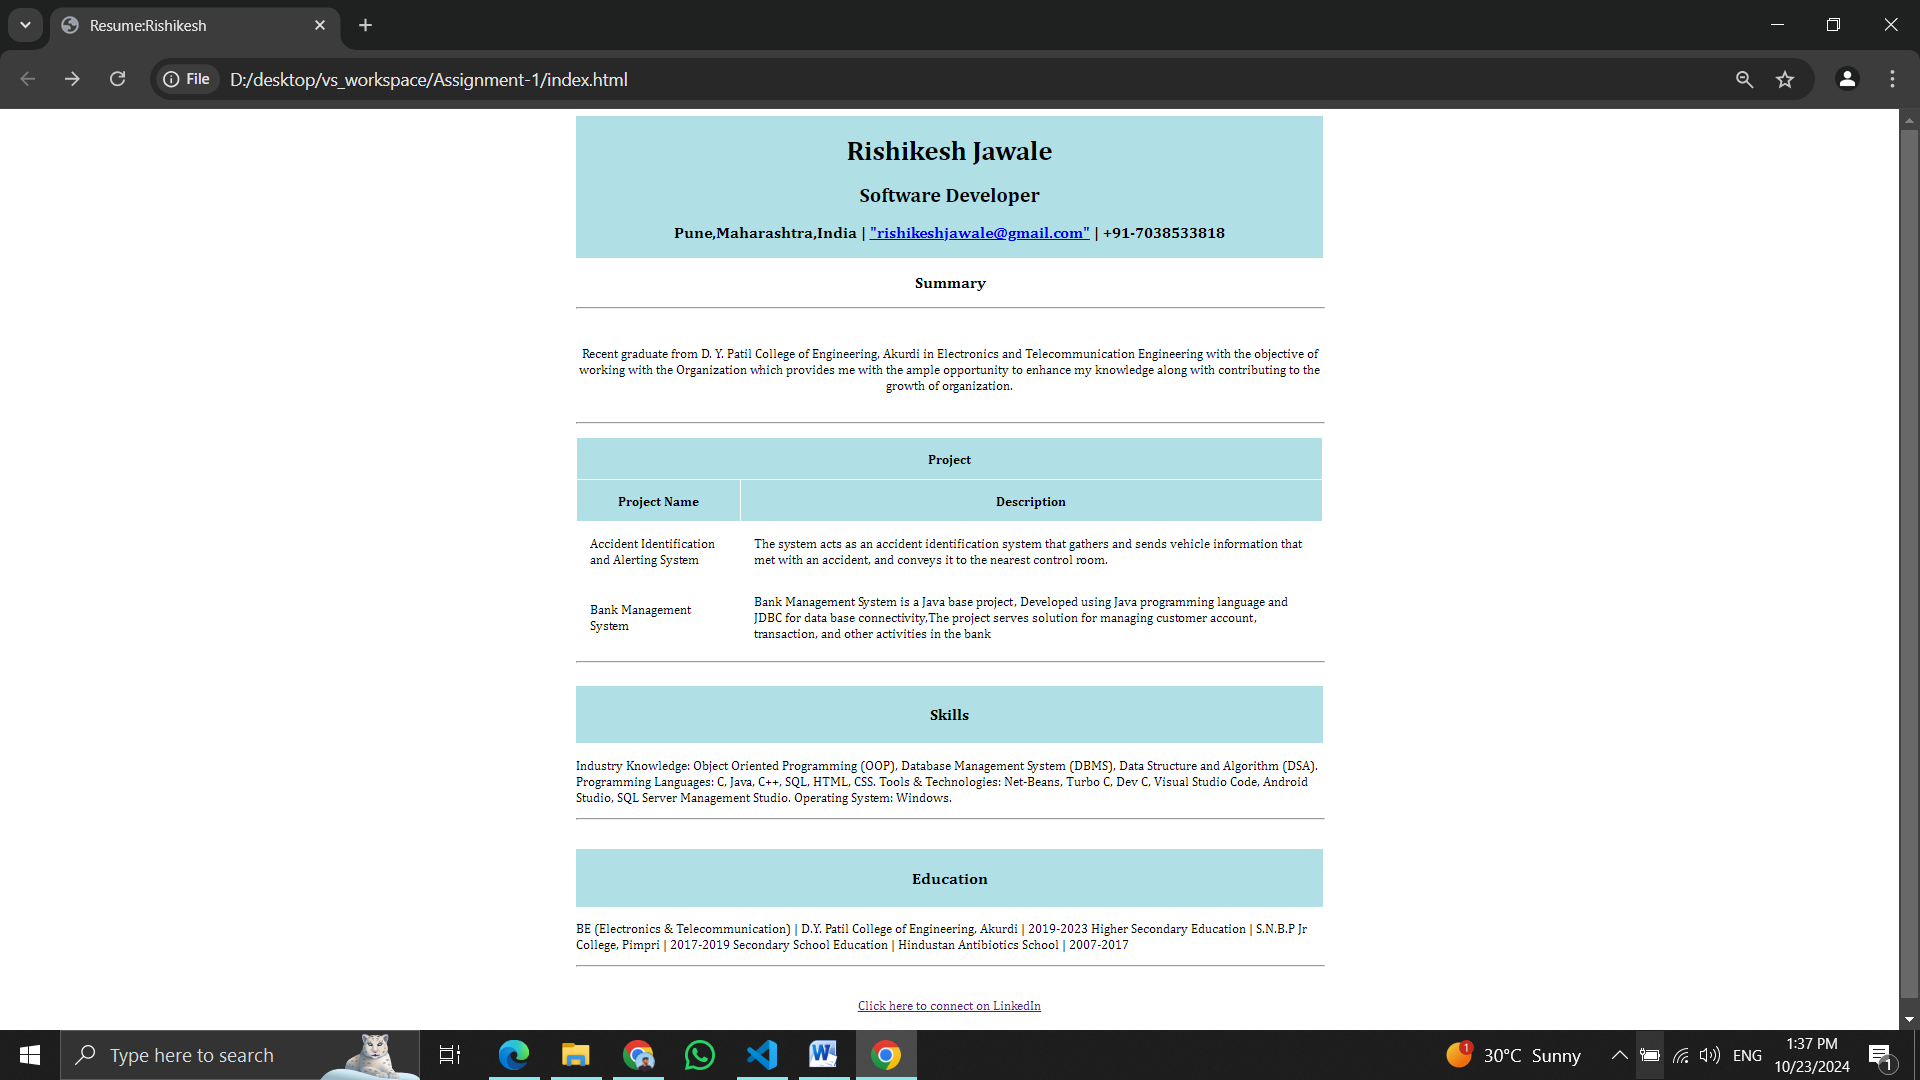 Resume:Rishikesh
File D:/desktop/vs_workspace/Assignment-1/index.html
Rishikesh Jawale
Software Developer
Pune,Maharashtra,India | "rishikeshjawale@gmail.com" | +91-7038533818
Summary
Recent graduate from D. Y. Patil College of Engineering, Akurdi in Electronics and Telecommunication Engineering with the objective of
working with the Organization which provides me with the ample opportunity to enhance my knowledge along with contributing to the
growth of organization.
Project
Project Name Description
Accident Identification
and Alerting System
The system acts as an accident identification system that gathers and sends vehicle information that
met with an accident, and conveys it to the nearest control room.
Bank Management
System
Bank Management System is a Java base project, Developed using Java programming language and
JDBC for data base connectivity,The project serves solution for managing customer account,
transaction, and other activities in the bank
Skills
Industry Knowledge: Object Oriented Programming (OOP), Database Management System (DBMS), Data Structure and Algorithm (DSA).
Programming Languages: C, Java, C++, SQL, HTML, CSS. Tools & Technologies: Net-Beans, Turbo C, Dev C, Visual Studio Code, Android
Studio, SQL Server Management Studio. Operating System: Windows.
Education
BE (Electronics & Telecommunication) | D.Y. Patil College of Engineering, Akurdi | 2019-2023 Higher Secondary Education | S.N.B.P Jr
College, Pimpri | 2017-2019 Secondary School Education | Hindustan Antibiotics School | 2007-2017
Click here to connect on LinkedIn
Type here to search
W
1
30°C Sunny
ENG
1:37 PM
10/23/2024
1